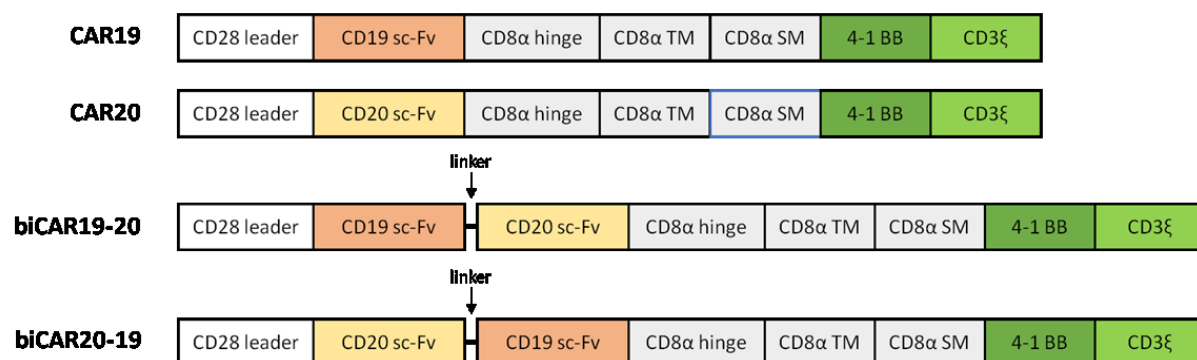 CAR19 CD28 leader CD19 sc-Fv CD8α hinge CD8α TM CD8α SM 4-1 BB CD3ξ
CAR20 CD28 leader CD20 sc-Fv CD8α hinge CD8α TM CD8α SM 4-1 BB CD3ξ
linker
biCAR19-20 CD28 leader CD19 sc-Fv CD20 sc-Fv CD8α hinge CD8α TM CD8α SM 4-1 BB CD3ξ
linker
biCAR20-19 CD28 leader CD20 sc-Fv CD19 sc-Fv CD8α hinge CD8α TM CD8α SM 4-1 BB CD3ξ